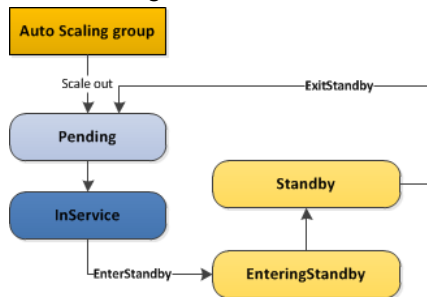 Auto Scaling group
Scale out
ExitStandby
Pending
Standby
InService
EnterStandby
EnteringStandby